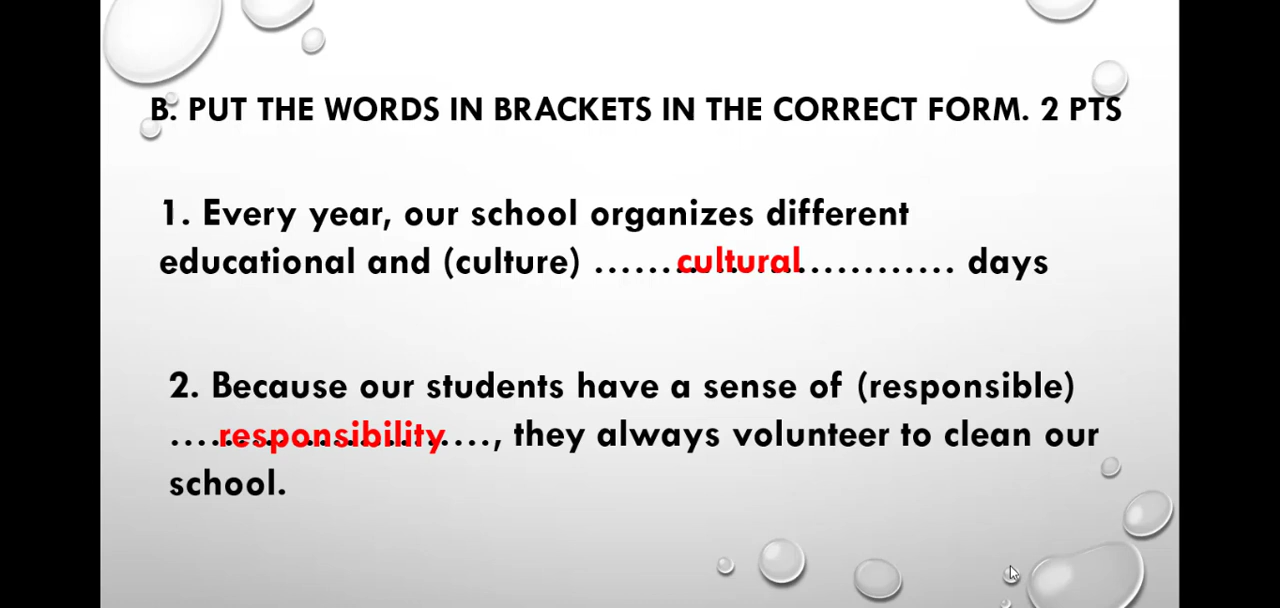 B. PUT THE WORDS IN BRACKETS IN THE CORRECT FORM. 2 PTS
1. Every year, our school organizes different
educational and (culture) ......cultural............ days
2. Because our students have a sense of (responsible)
....responsibility...., they always volunteer to clean our
school.